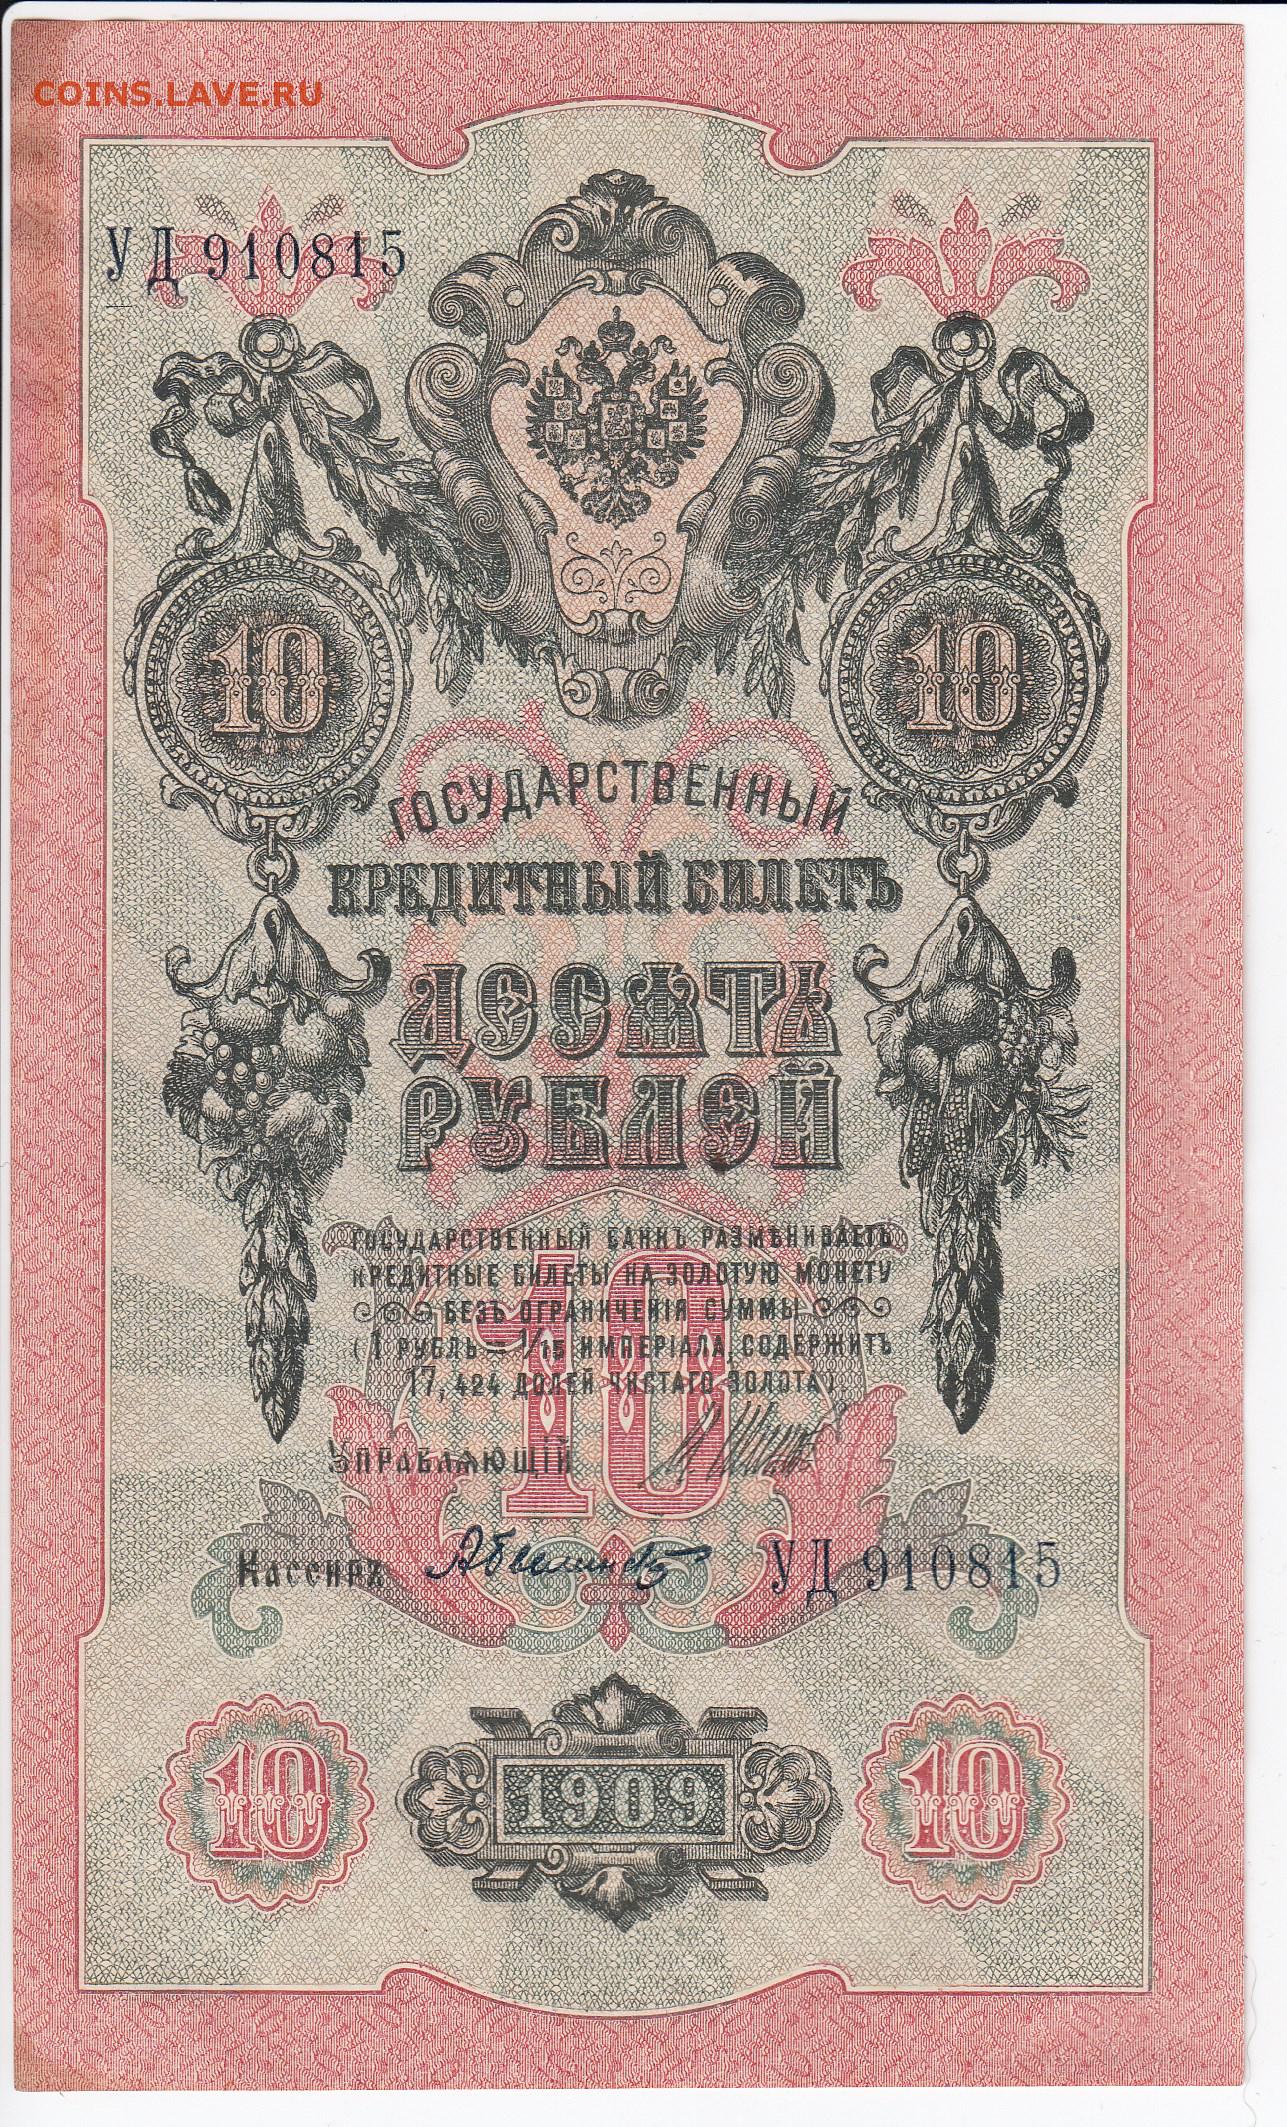 COINS.LAVE.RU
УД 910815
10 10
ГОСУДАРСТВЕННЫЙ
КРЕДИТНЫЙ БИЛЕТЪ
ДЕСЯТЬ
РУБЛЕЙ
ГОСУДАРСТВЕННЫЙ БАНКЪ РАЗМѢНИВАЕТЪ
КРЕДИТНЫЕ БИЛЕТЫ НА ЗОЛОТУЮ МОНЕТУ
БЕЗЪ ОГРАНИЧЕНІЯ СУММЫ
(1 РУБЛЬ = 1/15 ИМПЕРІАЛА, СОДЕРЖИТЪ
17,424 ДОЛЕЙ ЧИСТАГО ЗОЛОТА).
10
УПРАВЛЯЮЩІЙ
Кассиръ
УД 910815
10 1909 10